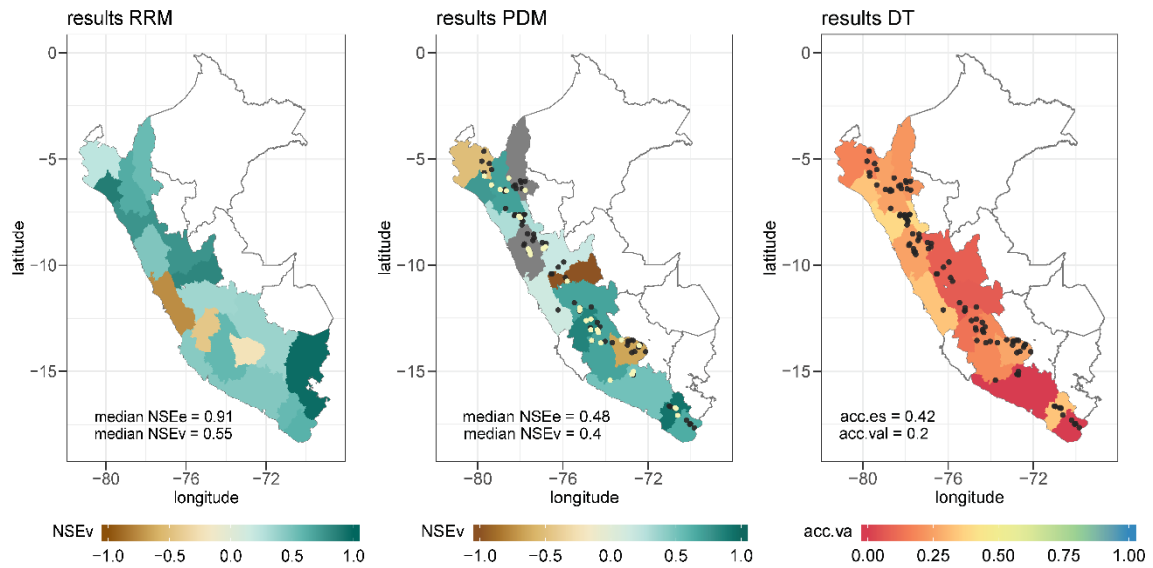 results RRM
0
−5
−10
−15
latitude
median NSEe = 0.91
median NSEv = 0.55
−80
−76
−72
longitude
NSEv
−1.0
−0.5
0.0
0.5
1.0
results PDM
0
−5
−10
−15
latitude
median NSEe = 0.48
median NSEv = 0.4
−80
−76
−72
longitude
NSEv
−1.0
−0.5
0.0
0.5
1.0
results DT
0
−5
−10
−15
latitude
acc.es = 0.42
acc.val = 0.2
−80
−76
−72
longitude
acc.va
0.00
0.25
0.50
0.75
1.00